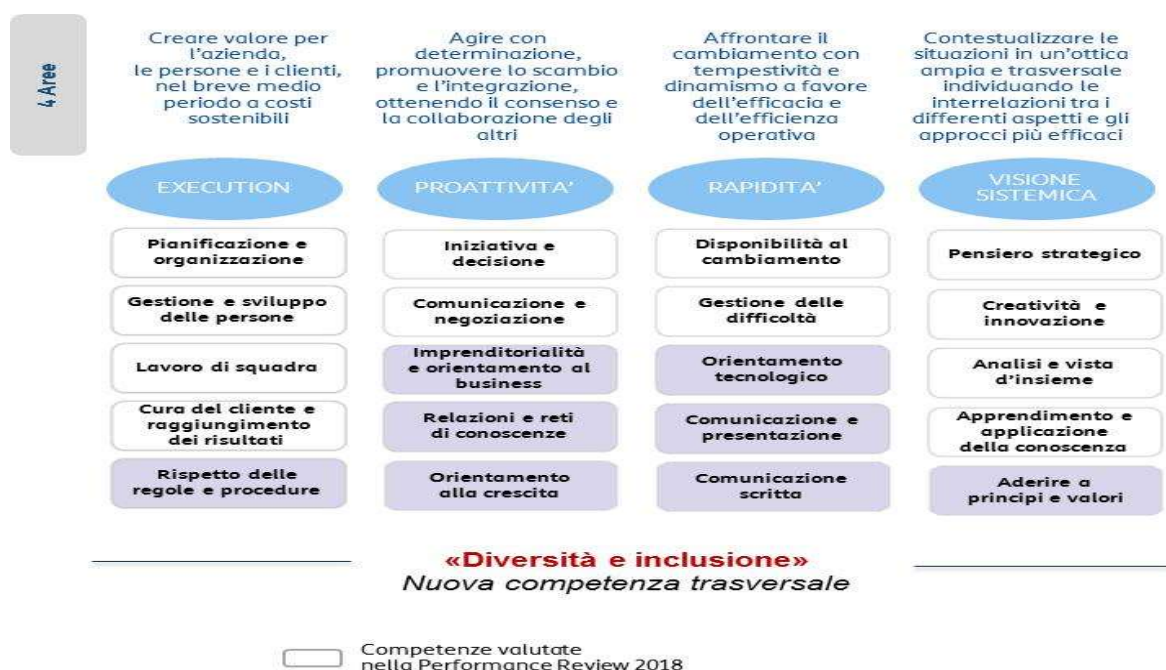 4 Aree
Creare valore per
l'azienda,
le persone e i clienti,
nel breve medio
periodo a costi
sostenibili
Agire con
determinazione,
promuovere lo scambio
e l'integrazione,
ottenendo il consenso e
la collaborazione degli
altri
Affrontare il
cambiamento con
tempestività e
dinamismo a favore
dell'efficacia e
dell'efficienza
operativa
Contestualizzare le
situazioni in un'ottica
ampia e trasversale
individuando le
interrelazioni tra i
differenti aspetti e gli
approcci più efficaci
EXECUTION
PROATTIVITA'
RAPIDITA'
VISIONE
SISTEMICA
Pianificazione e
organizzazione
Gestione e sviluppo
delle persone
Lavoro di squadra
Cura del cliente e
raggiungimento
dei risultati
Rispetto delle
regole e procedure
Iniziativa e
decisione
Comunicazione e
negoziazione
Imprenditorialità
e orientamento al
business
Relazioni e reti
di conoscenze
Orientamento
alla crescita
Disponibilità al
cambiamento
Gestione delle
difficoltà
Orientamento
tecnologico
Comunicazione e
presentazione
Comunicazione
scritta
Pensiero strategico
Creatività e
innovazione
Analisi e vista
d'insieme
Apprendimento e
applicazione
della conoscenza
Aderire a
principi e valori
«Diversità e inclusione»
Nuova competenza trasversale
Competenze valutate
nella Performance Review 2018